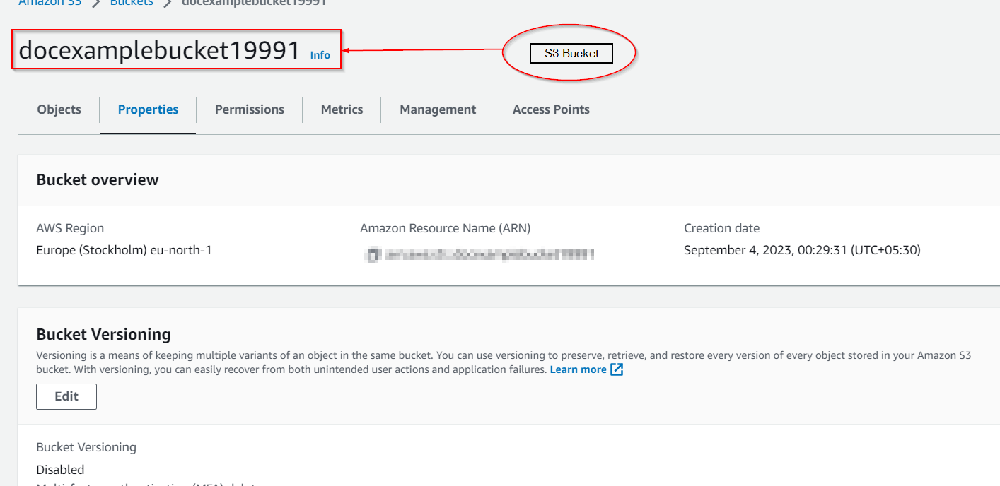 Amazon S3 > Buckets > docexamplebucket19991
docexamplebucket19991 Info
S3 Bucket
Objects Properties Permissions Metrics Management Access Points
Bucket overview
AWS Region
Europe (Stockholm) eu-north-1
Amazon Resource Name (ARN)
Creation date
September 4, 2023, 00:29:31 (UTC+05:30)
Bucket Versioning
Versioning is a means of keeping multiple variants of an object in the same bucket. You can use versioning to preserve, retrieve, and restore every version of every object stored in your Amazon S3
bucket. With versioning, you can easily recover from both unintended user actions and application failures. Learn more
Edit
Bucket Versioning
Disabled